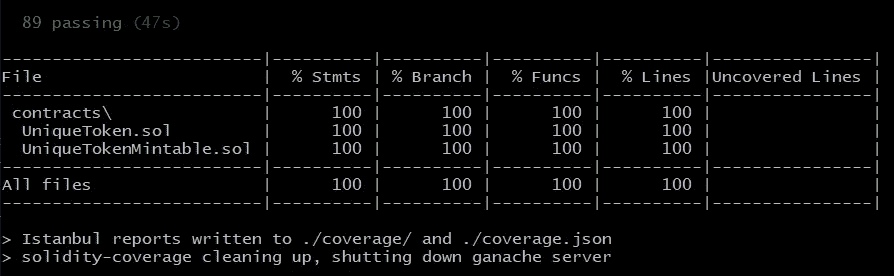 89 passing (47s)
--------------------------|----------|----------|----------|----------|----------------|
File                      |  % Stmts | % Branch |  % Funcs |  % Lines |Uncovered Lines |
--------------------------|----------|----------|----------|----------|----------------|
 contracts\               |      100 |      100 |      100 |      100 |                |
  UniqueToken.sol         |      100 |      100 |      100 |      100 |                |
  UniqueTokenMintable.sol |      100 |      100 |      100 |      100 |                |
--------------------------|----------|----------|----------|----------|----------------|
All files                 |      100 |      100 |      100 |      100 |                |
--------------------------|----------|----------|----------|----------|----------------|
> Istanbul reports written to ./coverage/ and ./coverage.json
> solidity-coverage cleaning up, shutting down ganache server